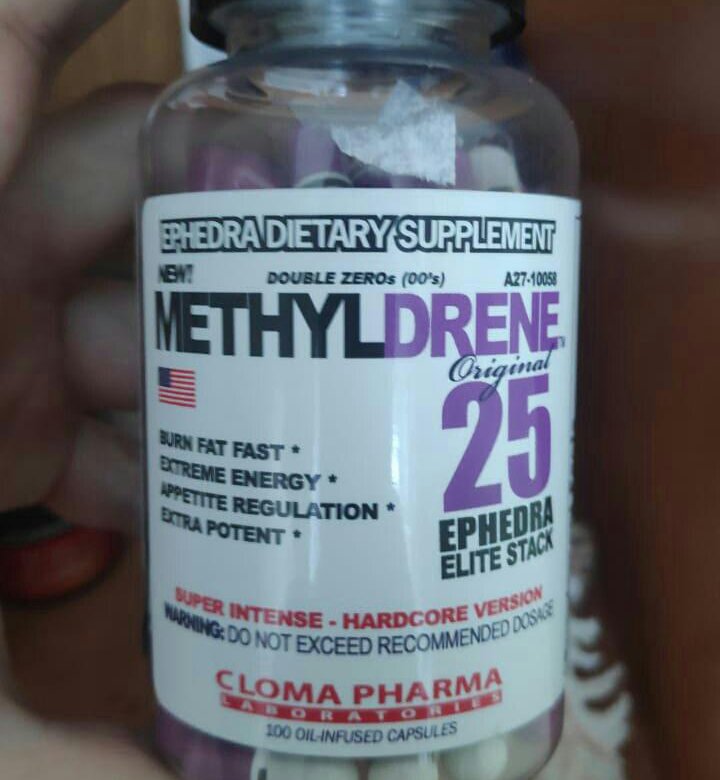 EPHEDRA DIETARY SUPPLEMENT
NEW! DOUBLE ZEROs (00's) A27-10058
METHYLDRENE™
Original
25
EPHEDRA
ELITE STACK
BURN FAT FAST *
EXTREME ENERGY *
APPETITE REGULATION *
EXTRA POTENT *
SUPER INTENSE - HARDCORE VERSION
WARNING: DO NOT EXCEED RECOMMENDED DOSAGE
CLOMA PHARMA
LABORATORIES
100 OIL-INFUSED CAPSULES